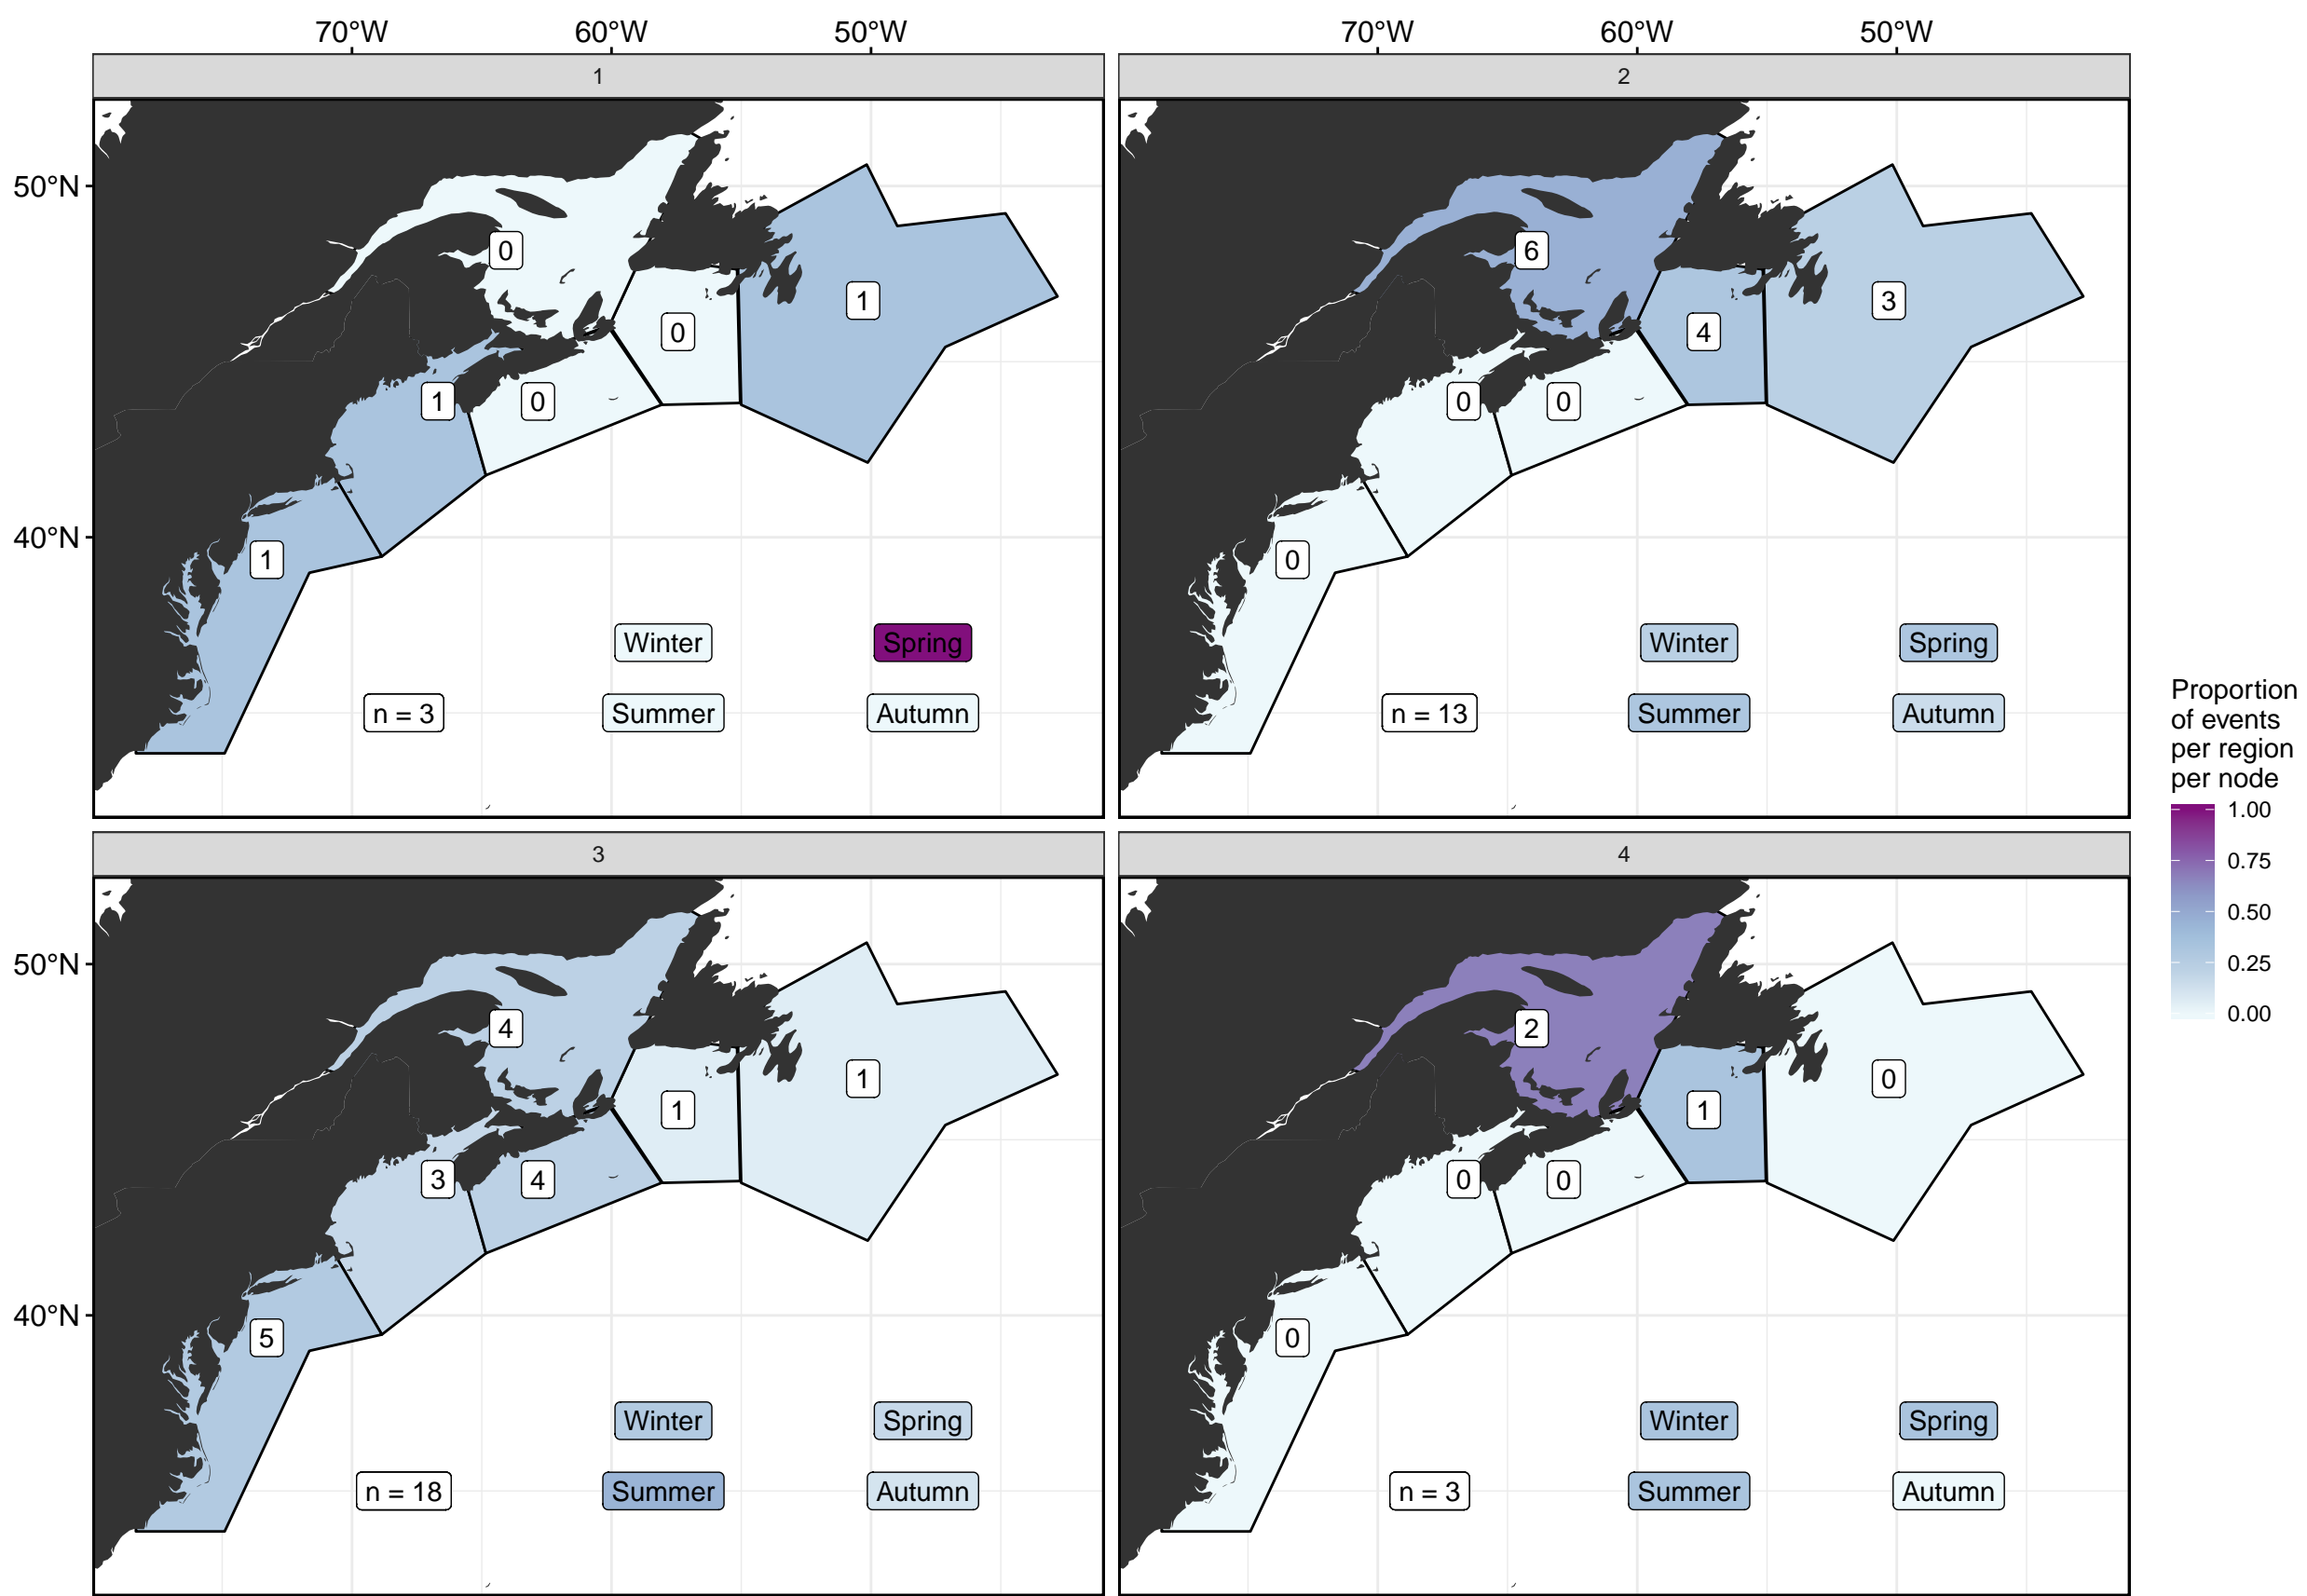 70°W 60°W 50°W 70°W 60°W 50°W
1 2
50°N
40°N
0
0
1
1
0
1
Winter Spring
n = 3 Summer Autumn
6
4
3
0
0
0
Winter Spring
n = 13 Summer Autumn
Proportion
of events
per region
per node
1.00
0.75
0.50
0.25
0.00
3 4
50°N
40°N
4
1
1
3
4
5
Winter Spring
n = 18 Summer Autumn
2
1
0
0
0
0
Winter Spring
n = 3 Summer Autumn